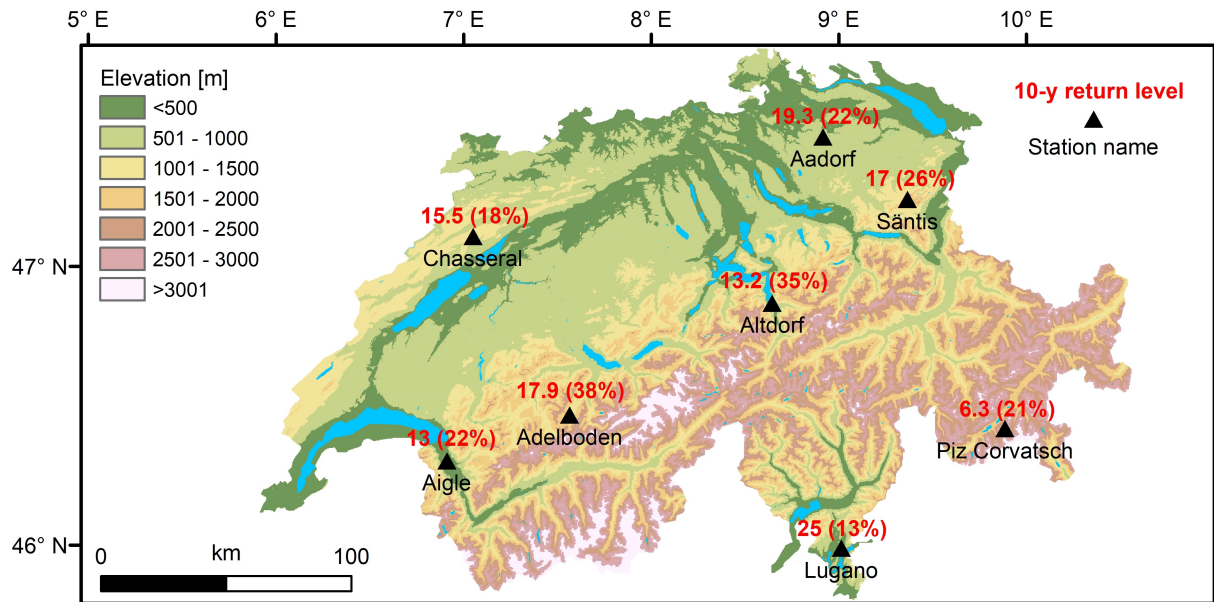 5° E 6° E 7° E 8° E 9° E 10° E
Elevation [m]
<500
501 - 1000
1001 - 1500
1501 - 2000
2001 - 2500
2501 - 3000
>3001
10-y return level
Station name
19.3 (22%)
Aadorf
17 (26%)
Säntis
15.5 (18%)
Chasseral
47° N
13.2 (35%)
Altdorf
17.9 (38%)
Adelboden
6.3 (21%)
Piz Corvatsch
13 (22%)
Aigle
25 (13%)
Lugano
46° N
0 km 100